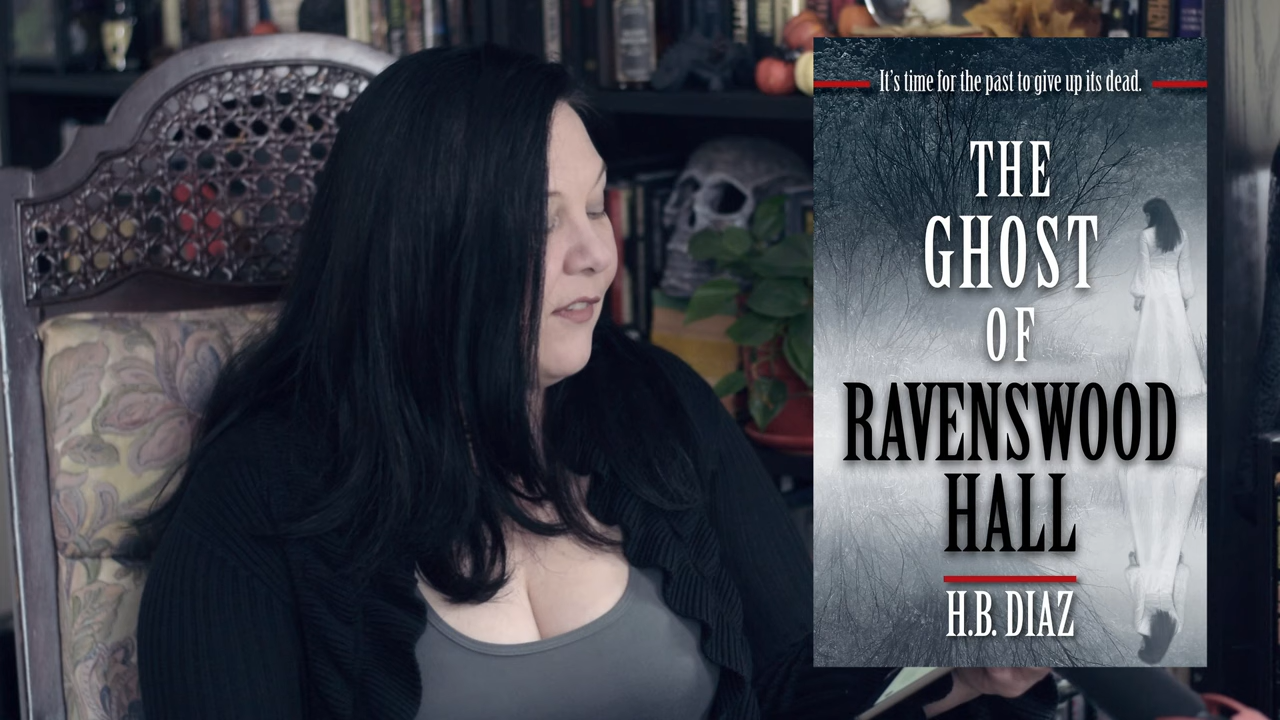 It's time for the past to give up its dead.
THE
GHOST
OF
RAVENSWOOD
HALL
H.B. DIAZ